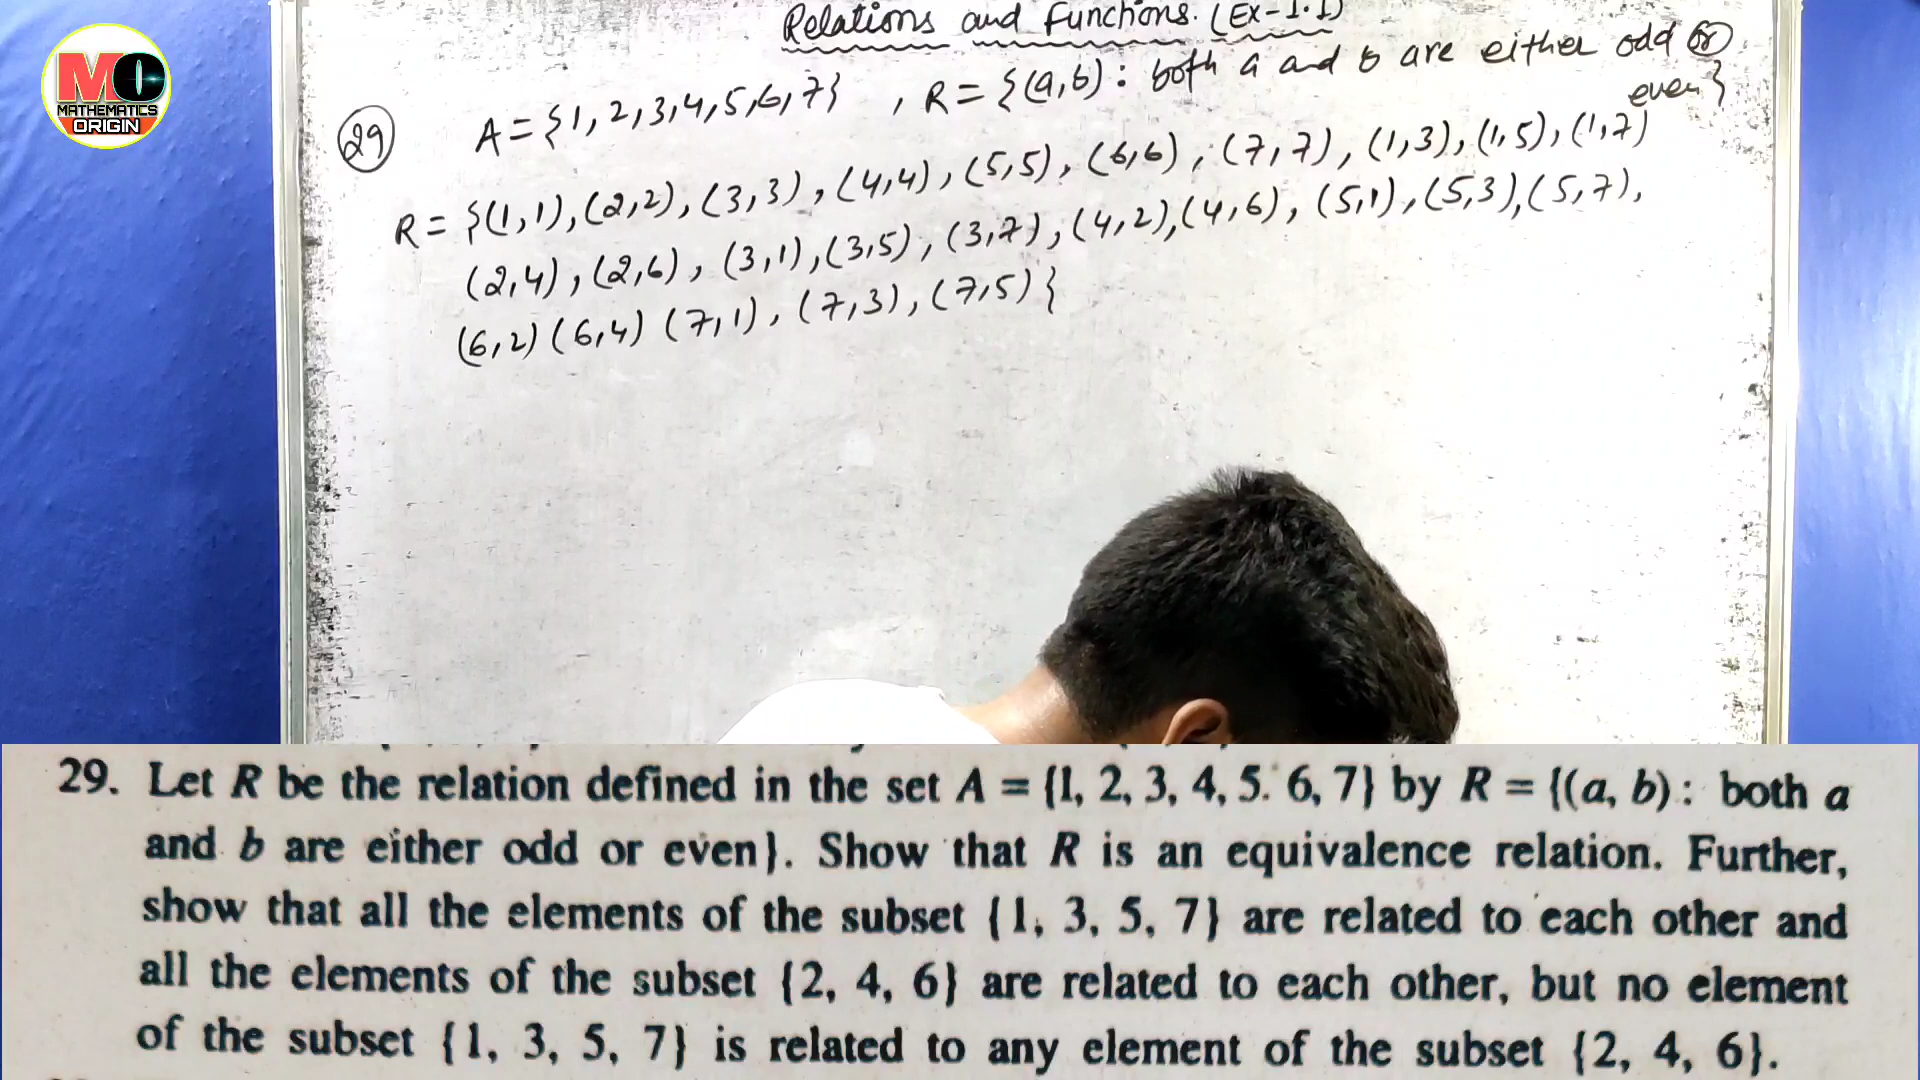 MO
MATHEMATICS
ORIGIN
Relations and Functions. (Ex-1.1)
29 A = {1, 2, 3, 4, 5, 6, 7} , R = {(a, b) : both a and b are either odd or
even}
R = {(1, 1), (2, 2), (3, 3), (4, 4), (5, 5), (6, 6), (7, 7), (1, 3), (1, 5), (1, 7)
(2, 4), (2, 6), (3, 1), (3, 5), (3, 7), (4, 2), (4, 6), (5, 1), (5, 3), (5, 7),
(6, 2) (6, 4) (7, 1), (7, 3), (7, 5)}
29. Let R be the relation defined in the set A = {1, 2, 3, 4, 5. 6, 7} by R = {(a, b) : both a
and b are either odd or even}. Show that R is an equivalence relation. Further,
show that all the elements of the subset {1, 3, 5, 7} are related to each other and
all the elements of the subset {2, 4, 6} are related to each other, but no element
of the subset {1, 3, 5, 7} is related to any element of the subset {2, 4, 6}.